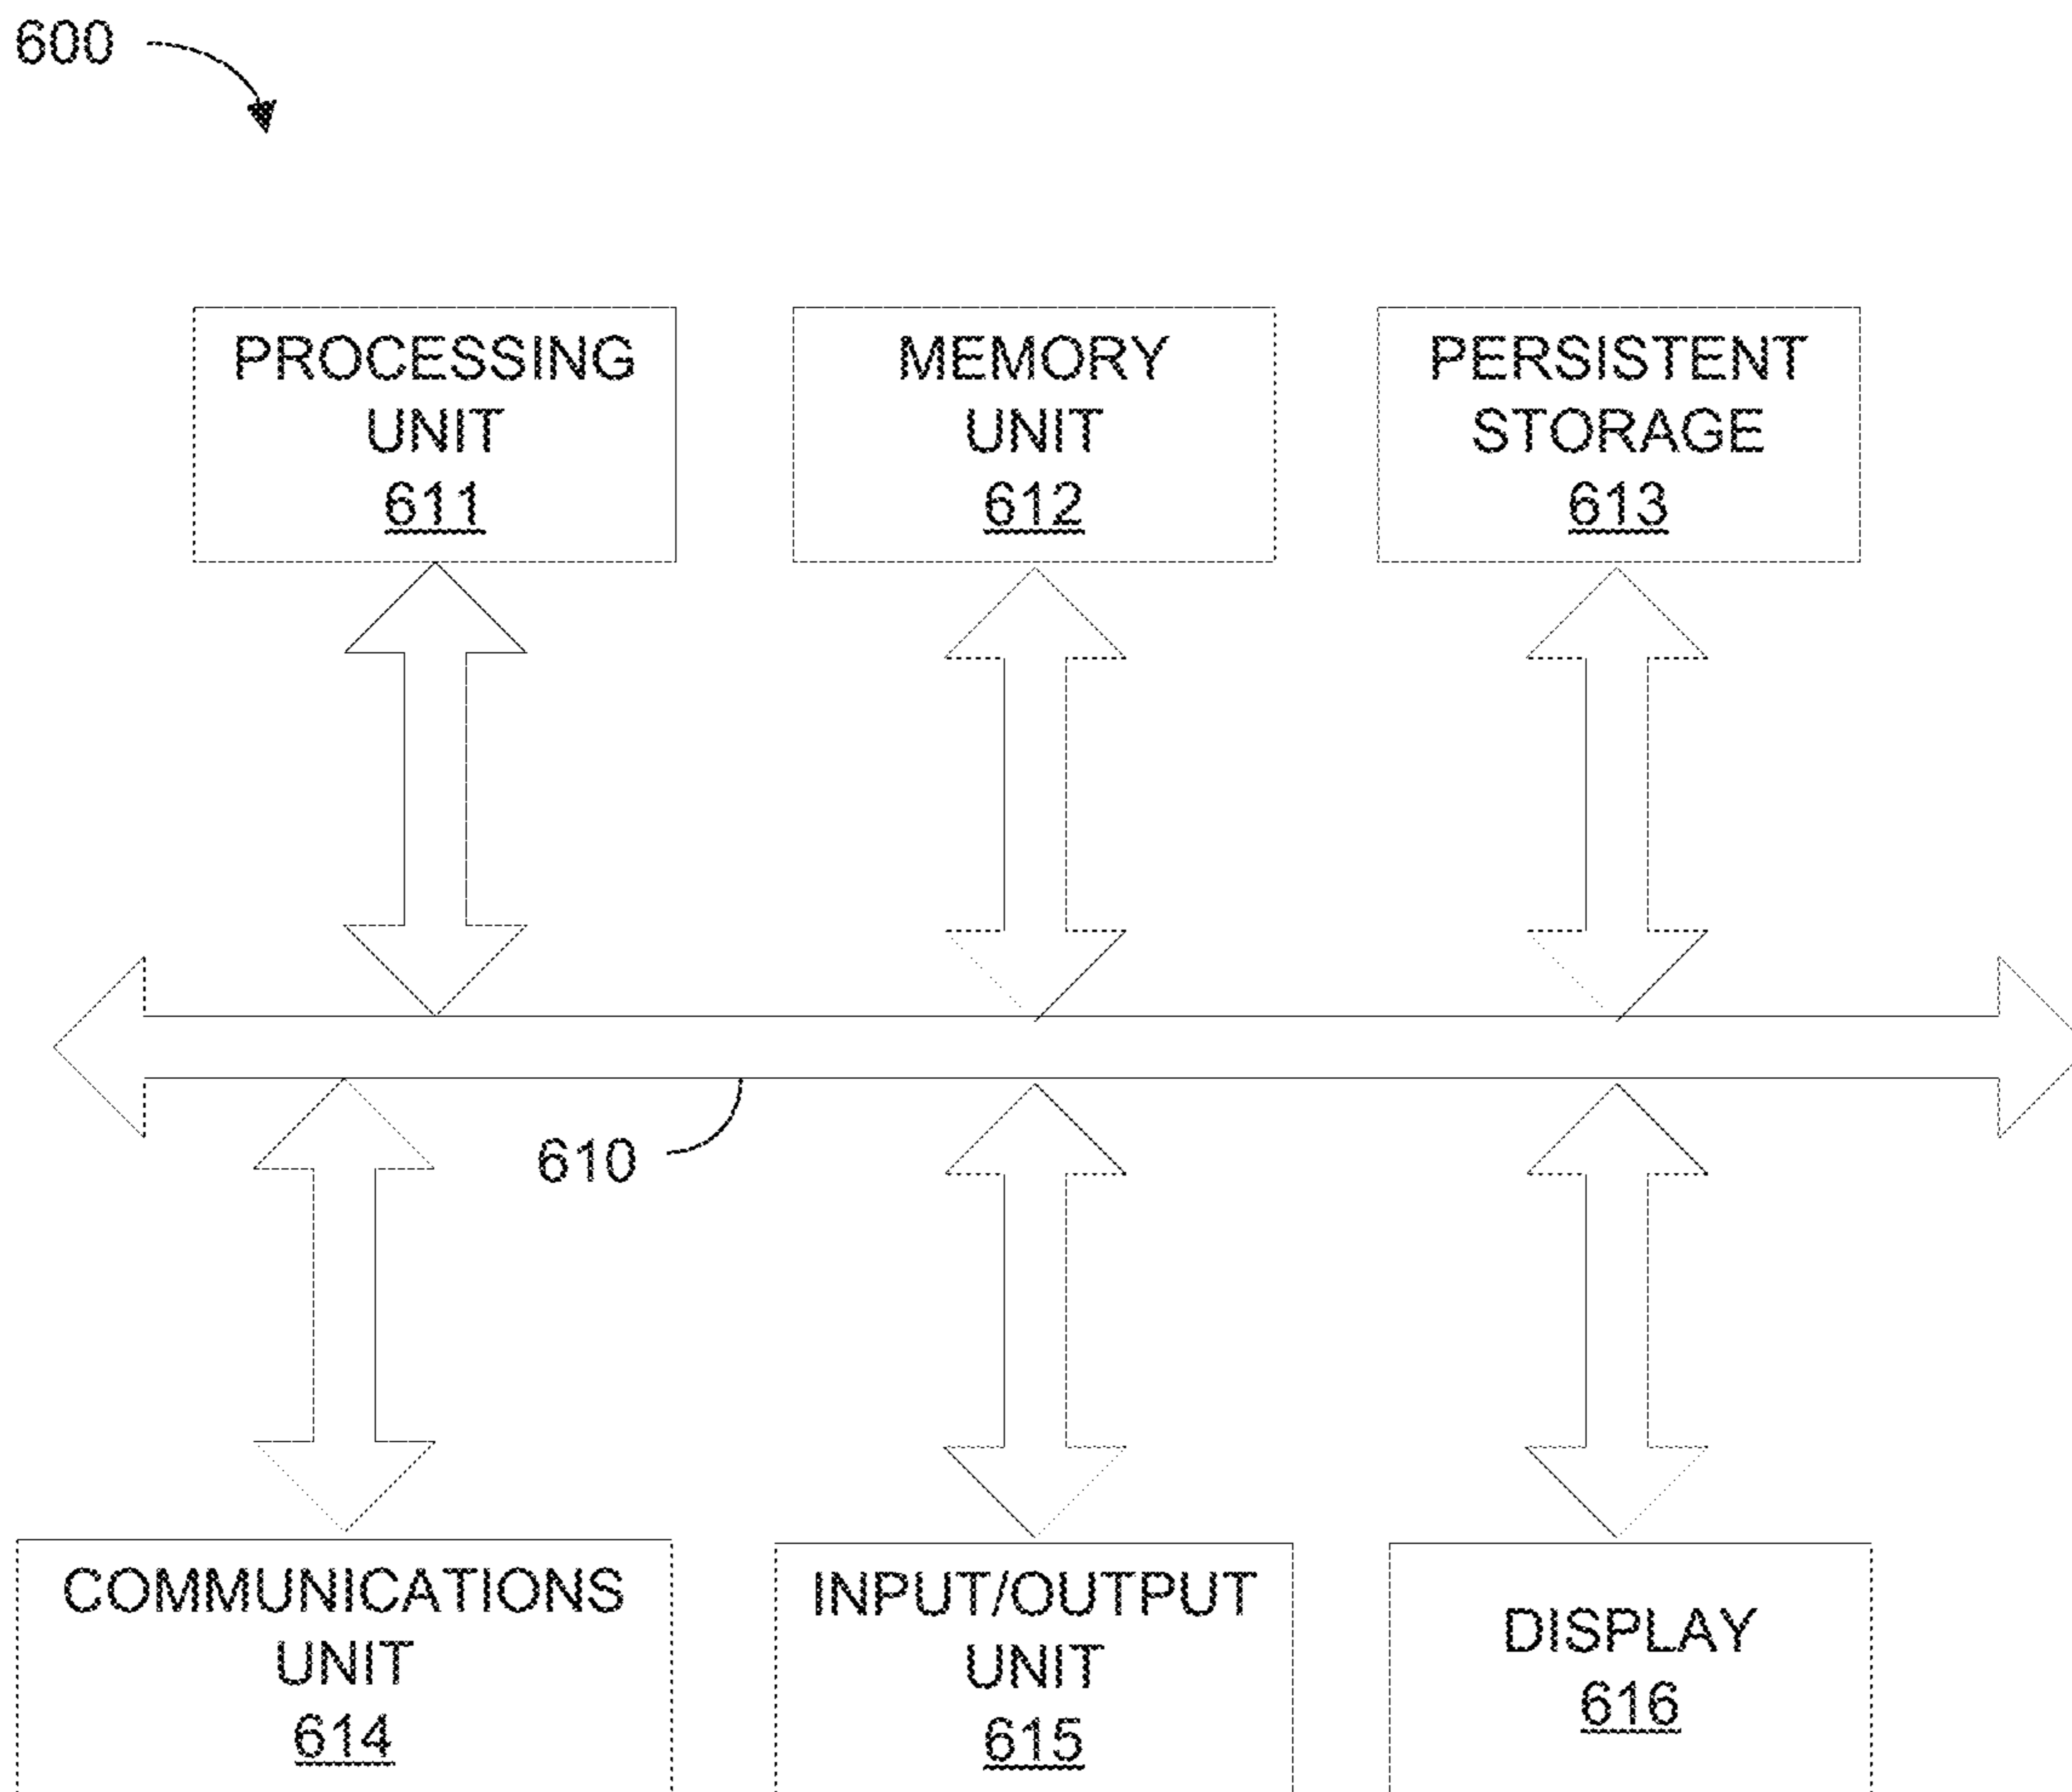 600
PROCESSING
UNIT
611
MEMORY
UNIT
612
PERSISTENT
STORAGE
613
610
COMMUNICATIONS
UNIT
614
INPUT/OUTPUT
UNIT
615
DISPLAY
616